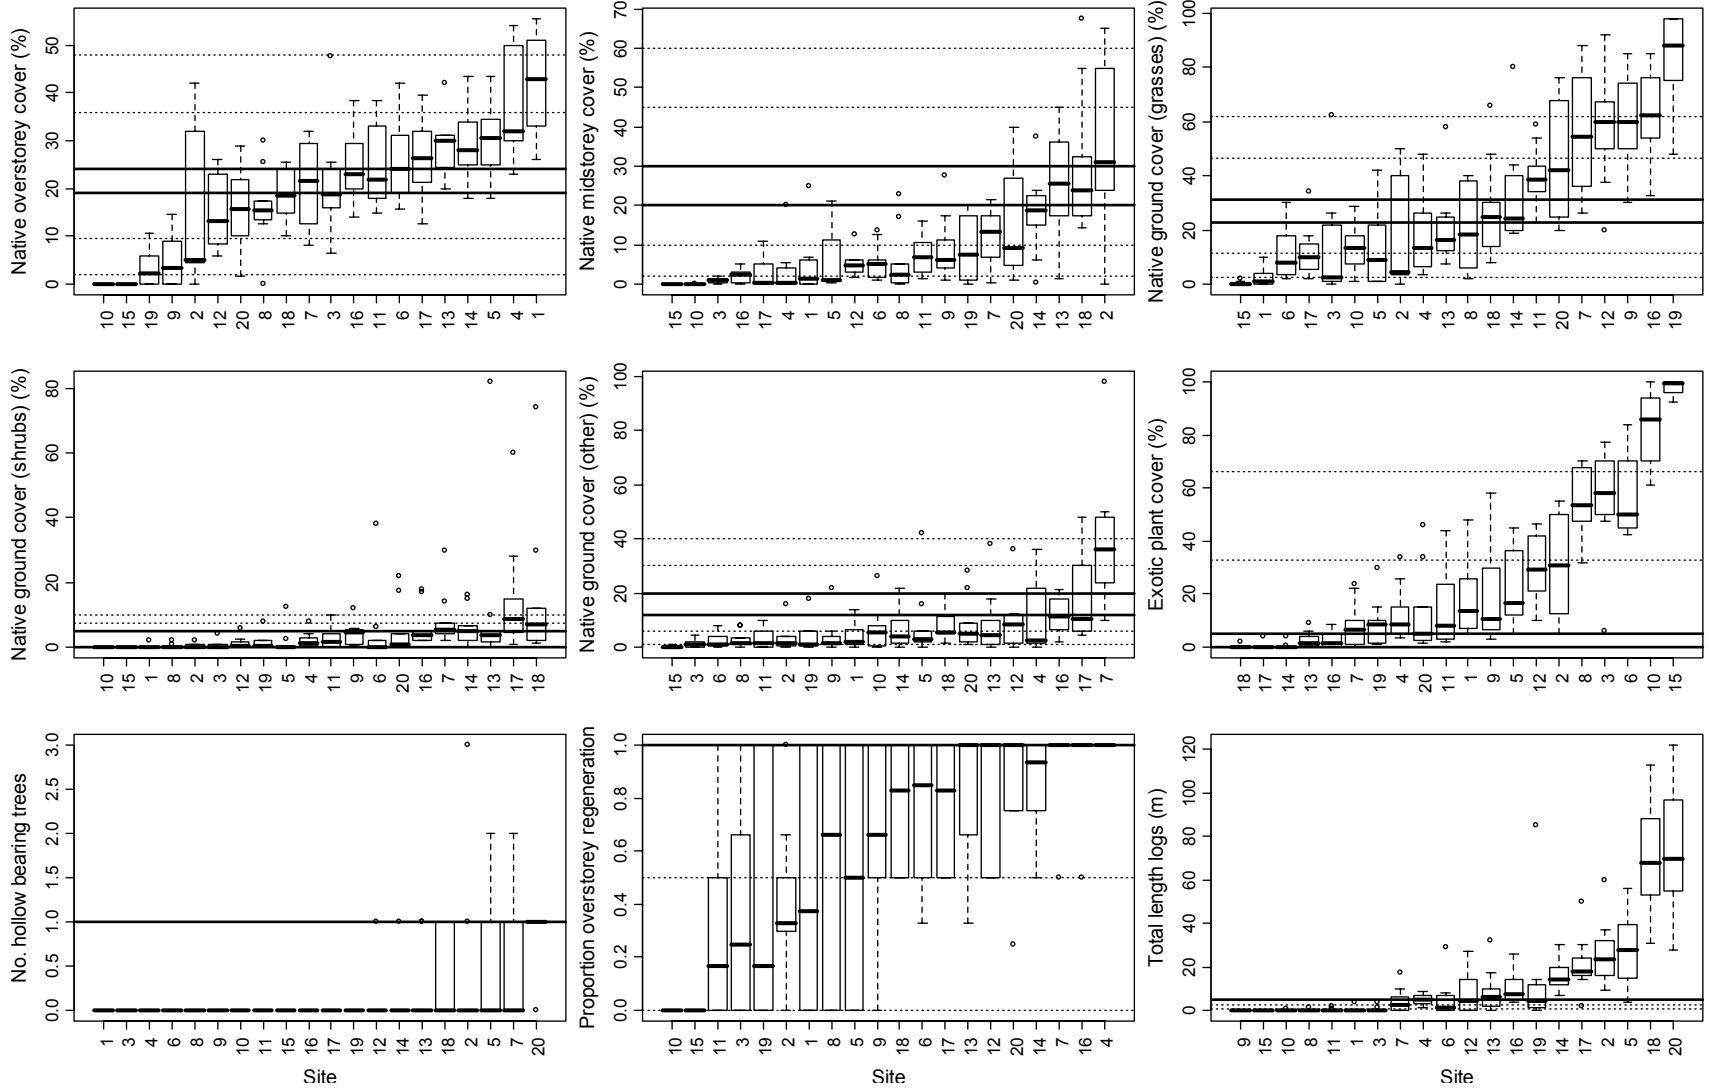 Native overstorey cover (%)
0 10 20 30 40 50
10 15 19 9 2 12 20 8 18 7 3 16 11 6 17 13 14 5 4 1
Native midstorey cover (%)
0 10 20 30 40 50 60 70
15 10 3 16 17 4 1 5 12 6 8 11 9 19 7 20 14 13 18 2
Native ground cover (grasses) (%)
0 20 40 60 80 100
15 1 6 17 3 10 5 2 4 13 8 18 14 11 20 7 12 9 16 19
Native ground cover (shrubs) (%)
0 20 40 60 80
10 15 1 8 2 3 12 19 5 4 11 9 6 20 16 7 14 13 17 18
Native ground cover (other) (%)
0 20 40 60 80 100
15 3 6 8 11 2 19 9 1 10 14 5 18 20 13 12 4 16 17 7
Exotic plant cover (%)
0 20 40 60 80 100
18 17 14 13 16 7 19 4 20 11 1 9 5 12 2 8 3 6 10 15
No. hollow bearing trees
0.0 0.5 1.0 1.5 2.0 2.5 3.0
1 3 4 6 8 9 10 11 15 16 17 19 12 14 13 18 2 5 7 20
Site
Proportion overstorey regeneration
0.0 0.2 0.4 0.6 0.8 1.0
10 15 11 3 19 2 1 8 5 9 18 6 17 13 12 20 14 7 16 4
Site
Total length logs (m)
0 20 40 60 80 100 120
9 15 10 8 11 1 3 7 4 6 12 13 16 19 14 17 2 5 18 20
Site